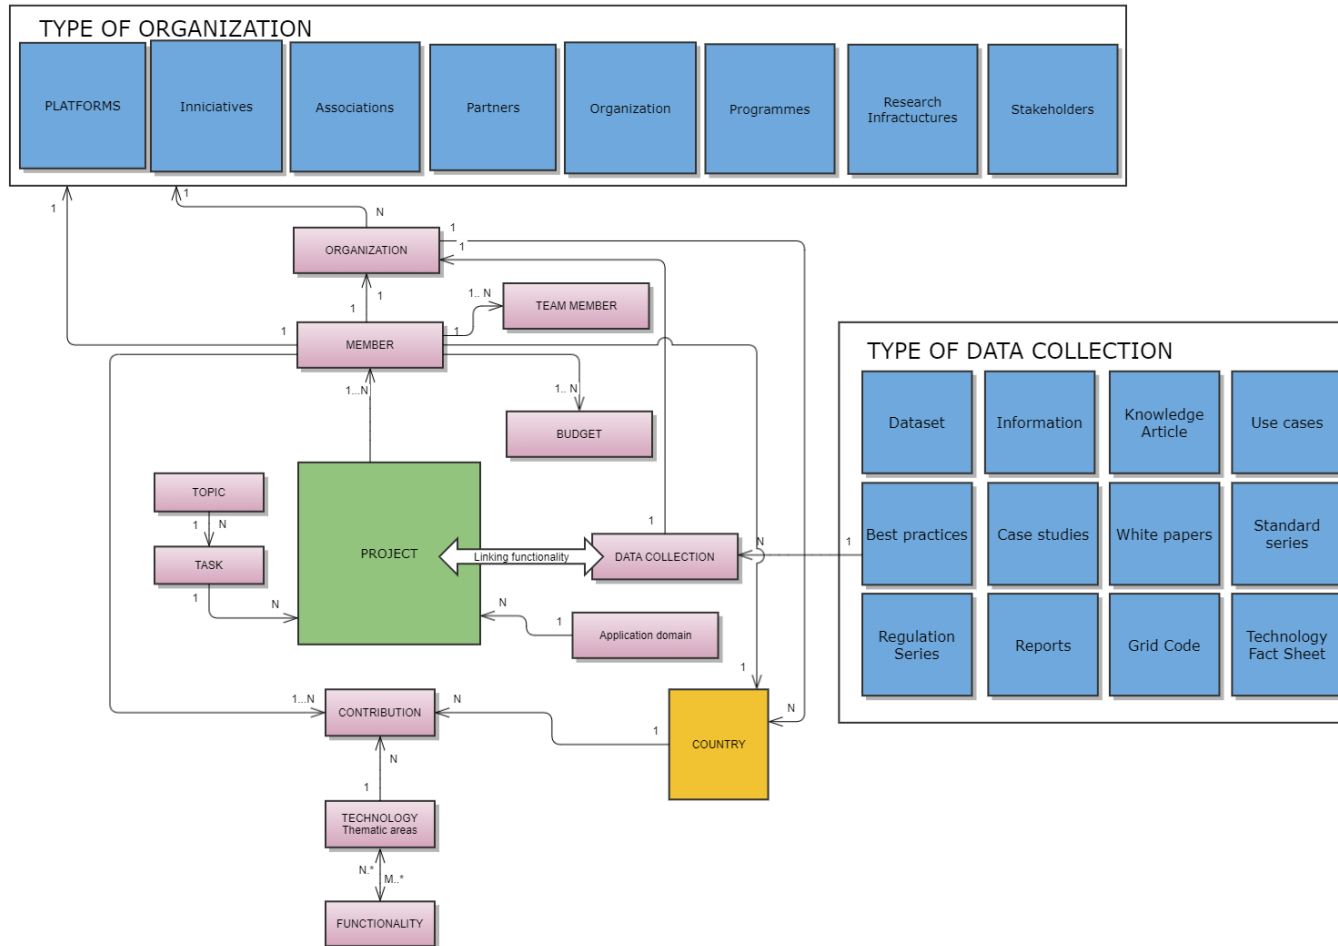 TYPE OF ORGANIZATION
PLATFORMS
Inniciatives
Associations
Partners
Organization
Programmes
Research
Infractuctures
Stakeholders
1
1
N
ORGANIZATION
1
1
1
1
1.. N
TEAM MEMBER
1
MEMBER
1
1...N
1.. N
BUDGET
TYPE OF DATA COLLECTION
Dataset
Information
Knowledge
Article
Use cases
Best practices
Case studies
White papers
Standard
series
Regulation
Series
Reports
Grid Code
Technology
Fact Sheet
TOPIC
1
N
TASK
1
N
PROJECT
Linking functionality
1
DATA COLLECTION
N
1
N
1
Application domain
1
N
1...N
CONTRIBUTION
N
1
COUNTRY
N
1
TECHNOLOGY
Thematic areas
N.*
M..*
FUNCTIONALITY